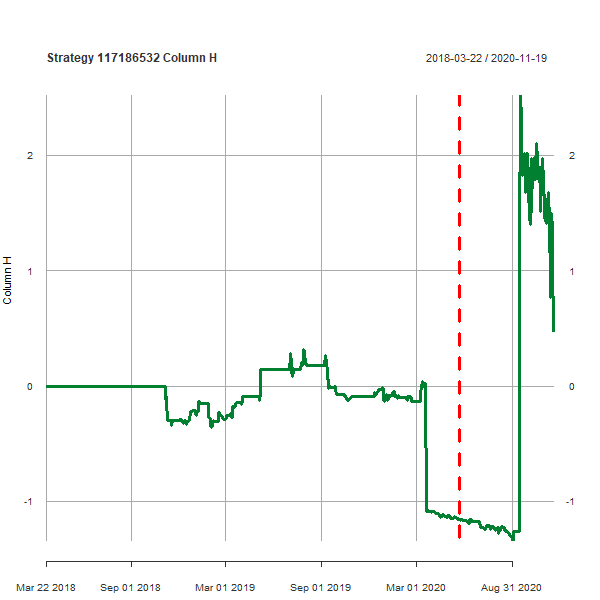 Strategy 117186532 Column H
2018-03-22 / 2020-11-19
2 2
1 1
0 0
-1 -1
Column H
Mar 22 2018 Sep 01 2018 Mar 01 2019 Sep 01 2019 Mar 01 2020 Aug 31 2020